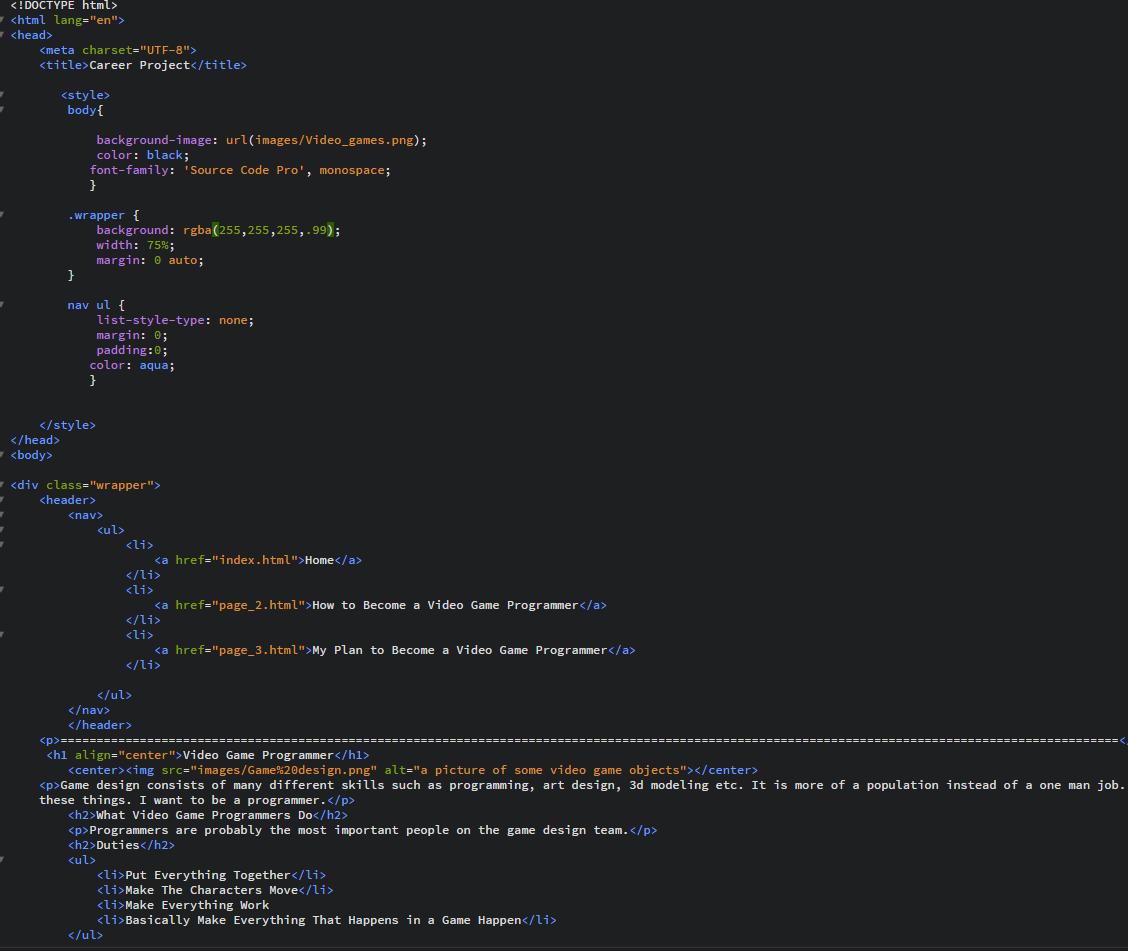 <!DOCTYPE html>
<html lang="en">
<head>
    <meta charset="UTF-8">
    <title>Career Project</title>

       <style>
        body{

            background-image: url(images/Video_games.png);
            color: black;
           font-family: 'Source Code Pro', monospace;
           }

        .wrapper {
            background: rgba(255,255,255,.99);
            width: 75%;
            margin: 0 auto;
        }

        nav ul {
            list-style-type: none;
            margin: 0;
            padding:0;
           color: aqua;
           }


    </style>
</head>
<body>

<div class="wrapper">
    <header>
        <nav>
            <ul>
                <li>
                    <a href="index.html">Home</a>
                </li>
                <li>
                    <a href="page_2.html">How to Become a Video Game Programmer</a>
                </li>
                <li>
                    <a href="page_3.html">My Plan to Become a Video Game Programmer</a>
                </li>

            </ul>
        </nav>
        </header>
    <p>===================================================================================================================================================<
     <h1 align="center">Video Game Programmer</h1>
        <center><img src="images/Game%20design.png" alt="a picture of some video game objects"></center>
    <p>Game design consists of many different skills such as programming, art design, 3d modeling etc. It is more of a population instead of a one man job.
    these things. I want to be a programmer.</p>
        <h2>What Video Game Programmers Do</h2>
        <p>Programmers are probably the most important people on the game design team.</p>
        <h2>Duties</h2>
        <ul>
            <li>Put Everything Together</li>
            <li>Make The Characters Move</li>
            <li>Make Everything Work
            <li>Basically Make Everything That Happens in a Game Happen</li>
        </ul>